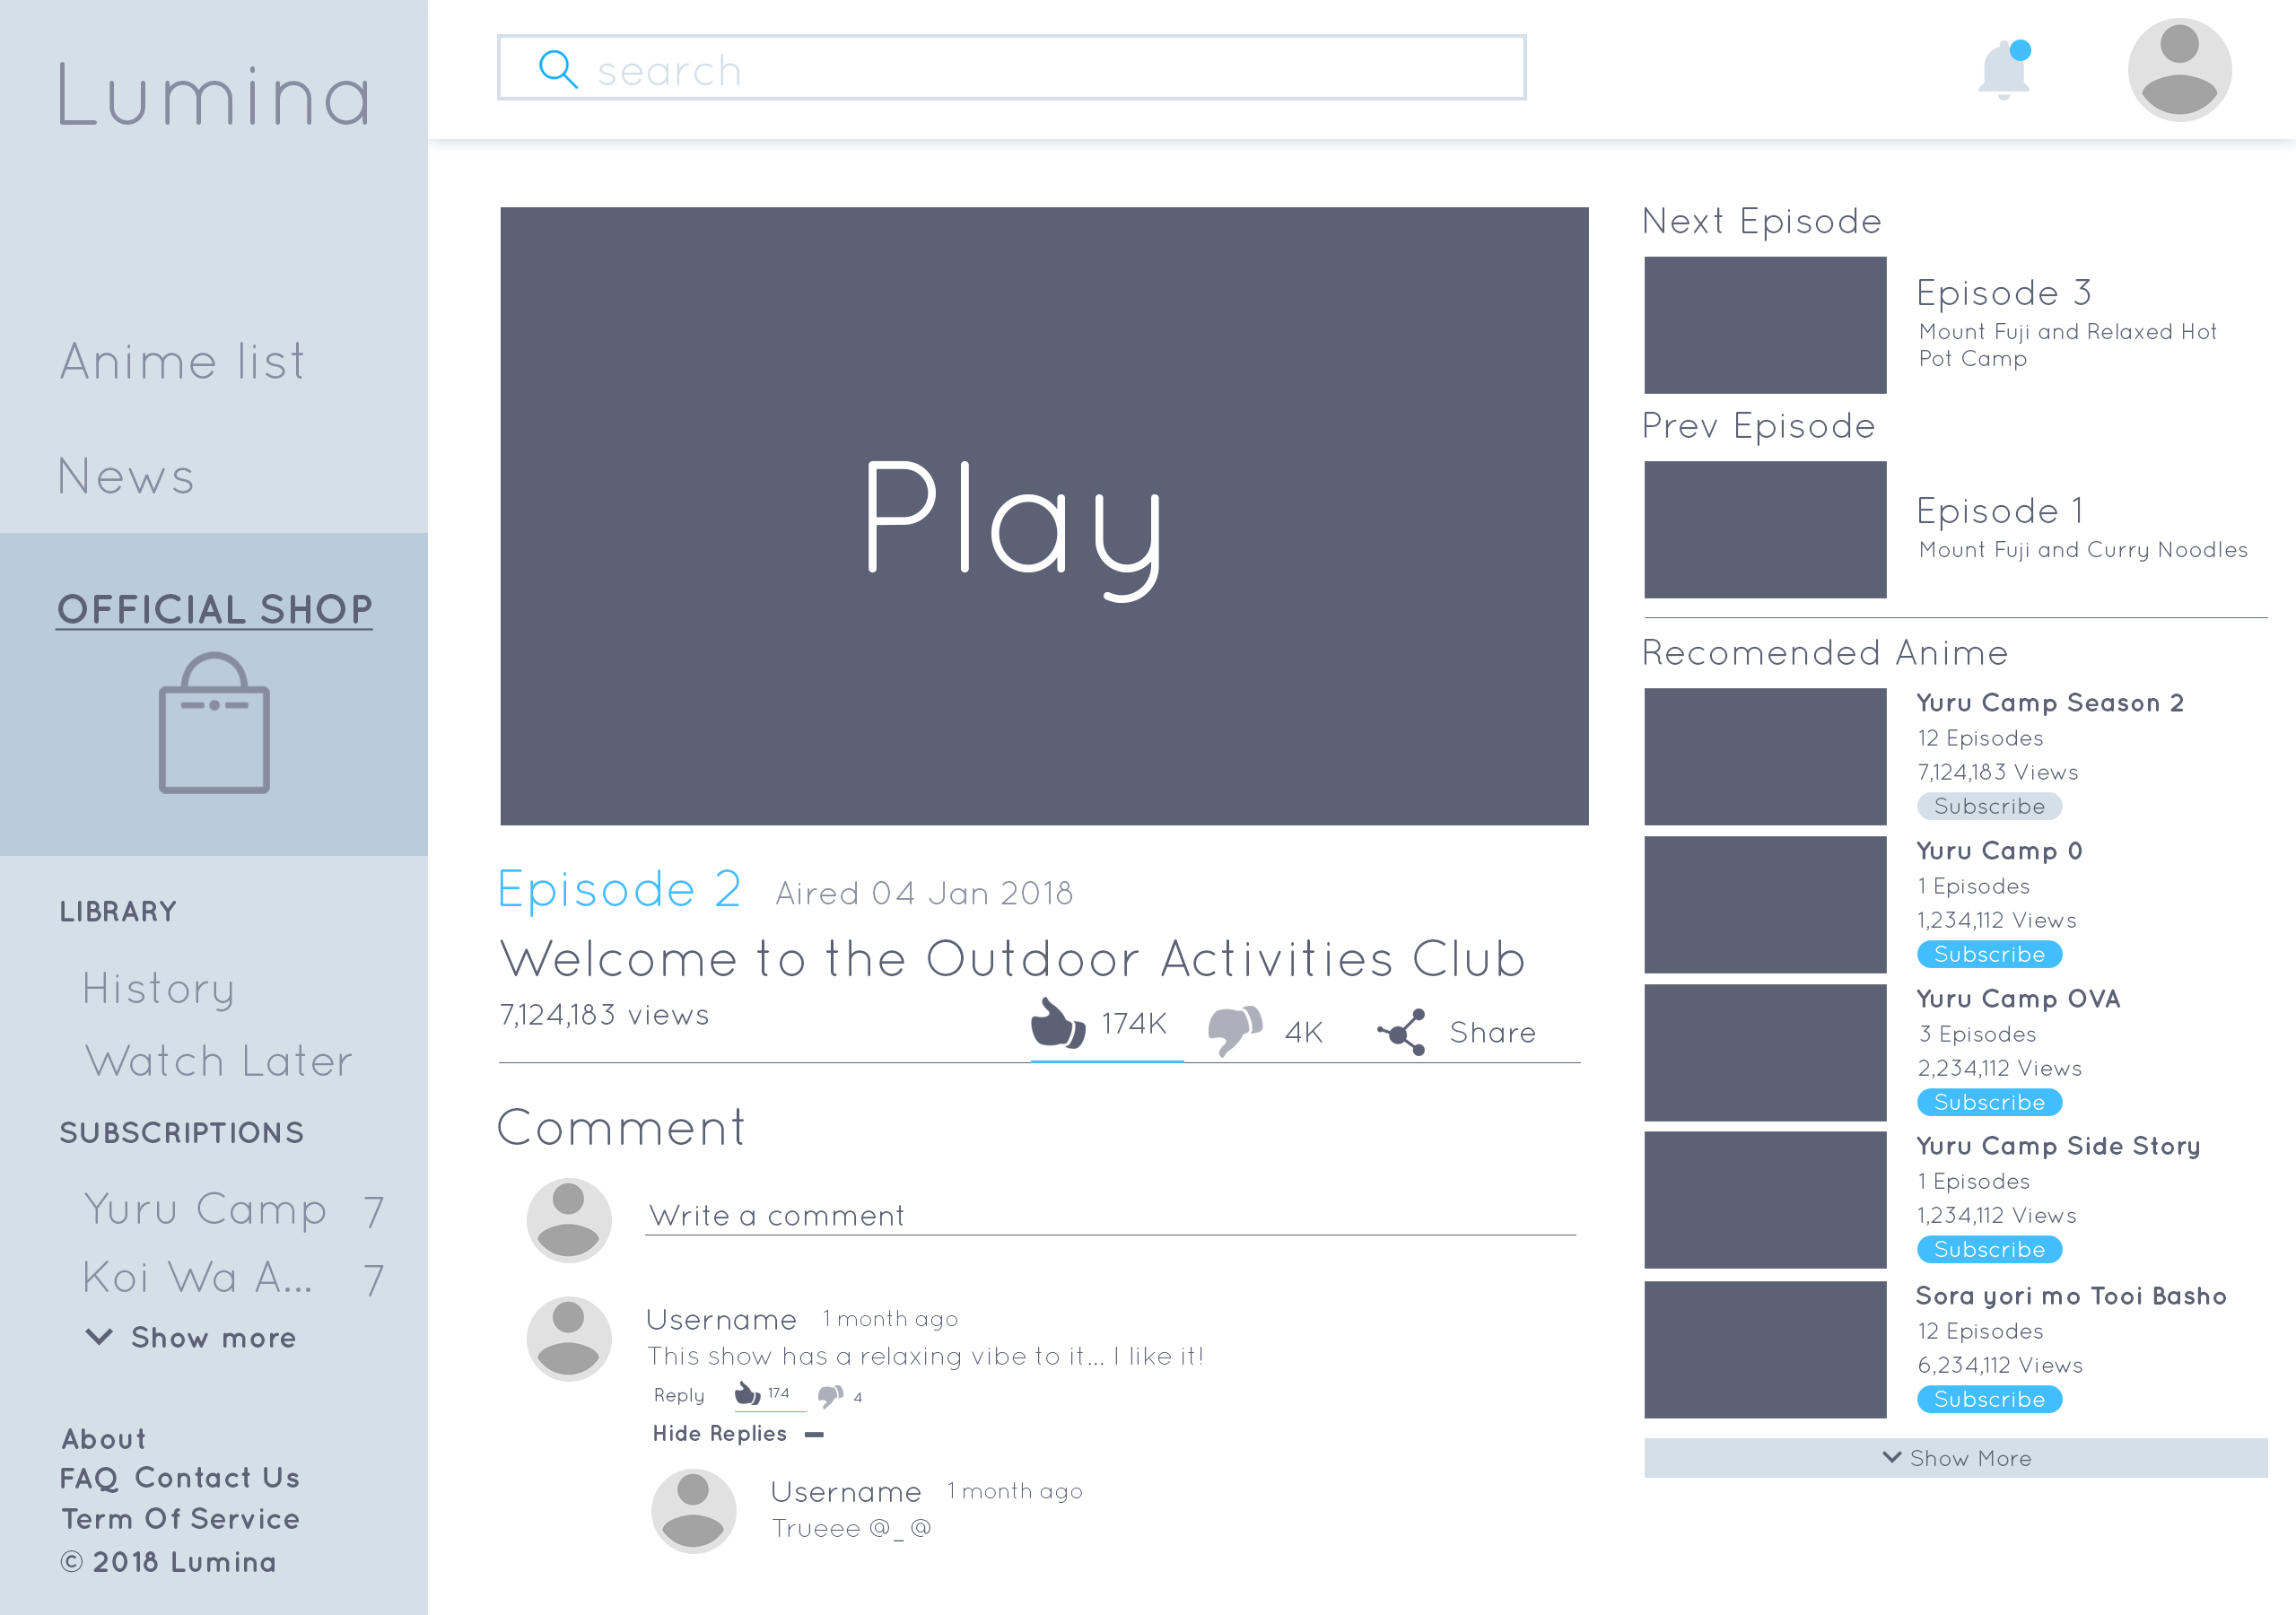 Lumina
search
Anime list
News
OFFICIAL SHOP
LIBRARY
History
Watch Later
SUBSCRIPTIONS
Yuru Camp 7
Koi Wa A... 7
Show more
About
FAQ Contact Us
Term Of Service
© 2018 Lumina
Play
Episode 2 Aired 04 Jan 2018
Welcome to the Outdoor Activities Club
7,124,183 views 174K 4K Share
Comment
Write a comment
Username 1 month ago
This show has a relaxing vibe to it... I like it!
Reply 174 4
Hide Replies
Username 1 month ago
Trueee @_@
Next Episode
Episode 3
Mount Fuji and Relaxed Hot
Pot Camp
Prev Episode
Episode 1
Mount Fuji and Curry Noodles
Recomended Anime
Yuru Camp Season 2
12 Episodes
7,124,183 Views
Subscribe
Yuru Camp 0
1 Episodes
1,234,112 Views
Subscribe
Yuru Camp OVA
3 Episodes
2,234,112 Views
Subscribe
Yuru Camp Side Story
1 Episodes
1,234,112 Views
Subscribe
Sora yori mo Tooi Basho
12 Episodes
6,234,112 Views
Subscribe
Show More